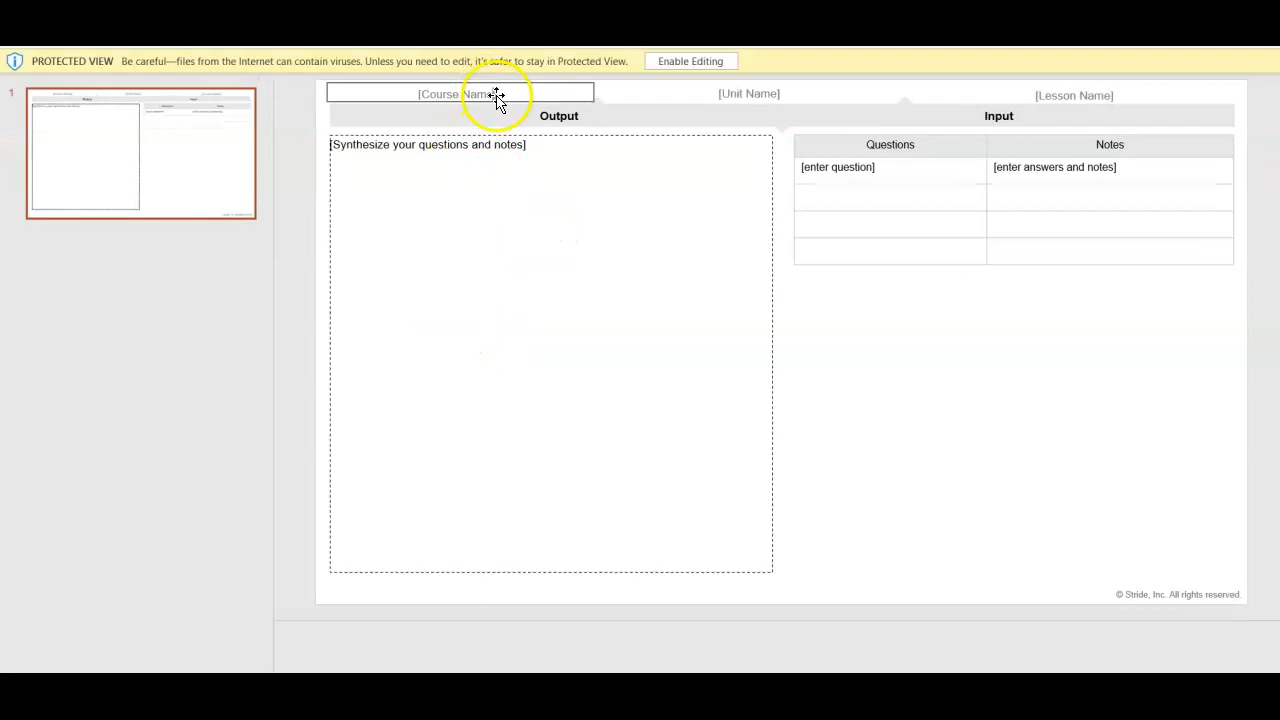 PROTECTED VIEW Be careful—files from the Internet can contain viruses. Unless you need to edit, it's safer to stay in Protected View. Enable Editing
1
[Course Name] [Unit Name] [Lesson Name]
Output Input
[Synthesize your questions and notes]
Questions Notes
[enter question] [enter answers and notes]
© Stride, Inc. All rights reserved.